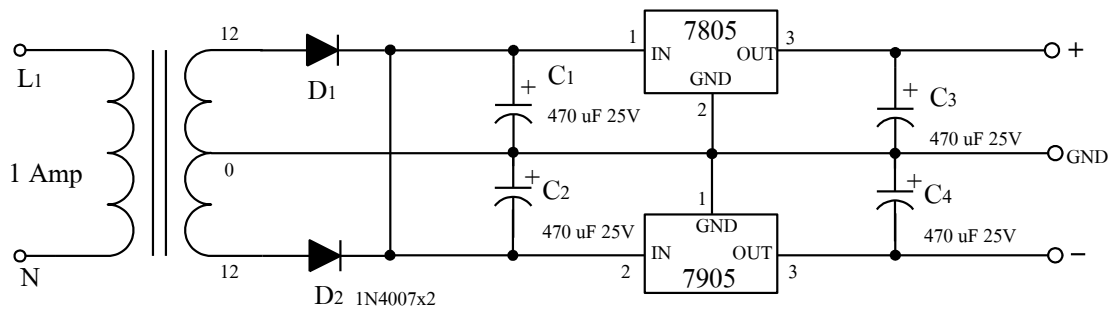 12
7805
1
3
IN
OUT
GND
2
+
L1
D1
+
C1
470 uF 25V
+
C3
470 uF 25V
1 Amp
0
GND
+
C2
470 uF 25V
1
GND
+
C4
470 uF 25V
IN
OUT
2
3
7905
−
N
12
D2 1N4007x2